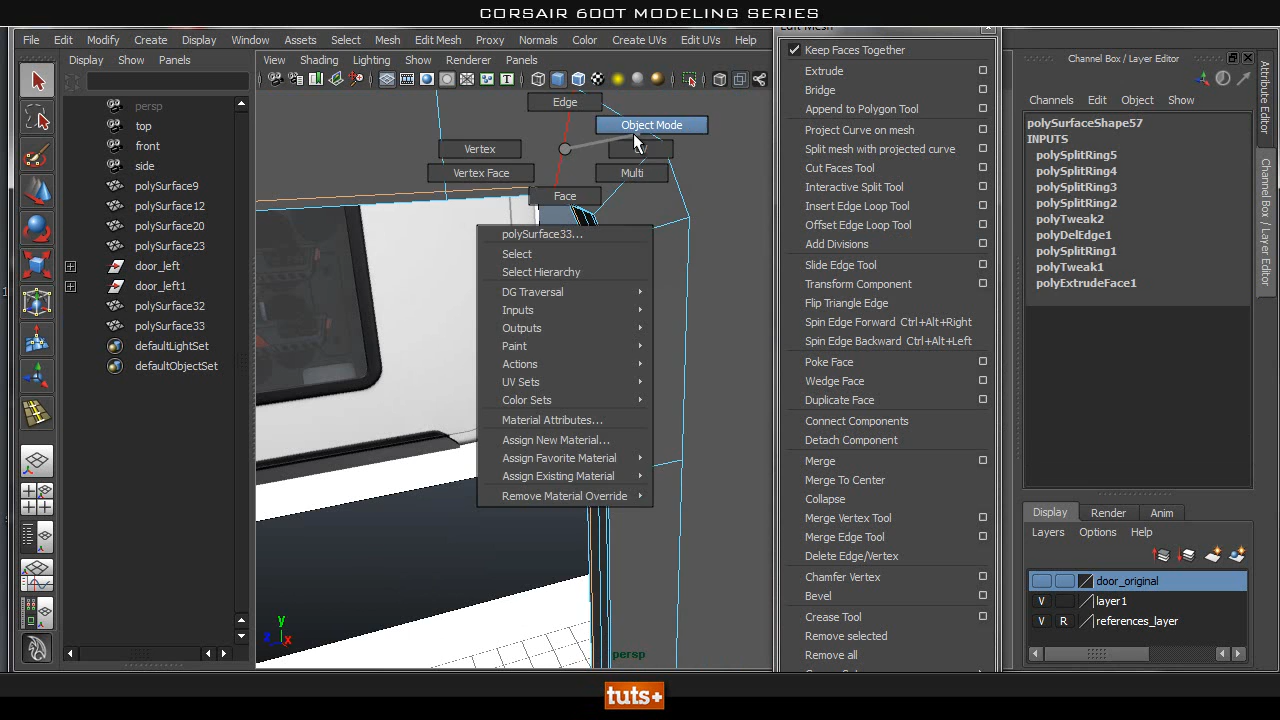 CORSAIR 600T MODELING SERIES
File Edit Modify Create Display Window Assets Select Mesh Edit Mesh Proxy Normals Color Create UVs Edit UVs Help
Display Show Panels
persp
top
front
side
polySurface9
polySurface12
polySurface20
polySurface23
door_left
door_left1
polySurface32
polySurface33
defaultLightSet
defaultObjectSet
View Shading Lighting Show Renderer Panels
Edge
Object Mode
Vertex
Vertex Face
Multi
Face
polySurface33...
Select
Select Hierarchy
DG Traversal
Inputs
Outputs
Paint
Actions
UV Sets
Color Sets
Material Attributes...
Assign New Material...
Assign Favorite Material
Assign Existing Material
Remove Material Override
y
x
persp
Edit Mesh
Keep Faces Together
Extrude
Bridge
Append to Polygon Tool
Project Curve on mesh
Split mesh with projected curve
Cut Faces Tool
Interactive Split Tool
Insert Edge Loop Tool
Offset Edge Loop Tool
Add Divisions
Slide Edge Tool
Transform Component
Flip Triangle Edge
Spin Edge Forward Ctrl+Alt+Right
Spin Edge Backward Ctrl+Alt+Left
Poke Face
Wedge Face
Duplicate Face
Connect Components
Detach Component
Merge
Merge To Center
Collapse
Merge Vertex Tool
Merge Edge Tool
Delete Edge/Vertex
Chamfer Vertex
Bevel
Crease Tool
Remove selected
Remove all
Channel Box / Layer Editor
Channels Edit Object Show
polySurfaceShape57
INPUTS
polySplitRing5
polySplitRing4
polySplitRing3
polySplitRing2
polyTweak2
polyDelEdge1
polySplitRing1
polyTweak1
polyExtrudeFace1
Display Render Anim
Layers Options Help
door_original
V layer1
V R references_layer
Attribute Editor
Channel Box / Layer Editor
tuts+